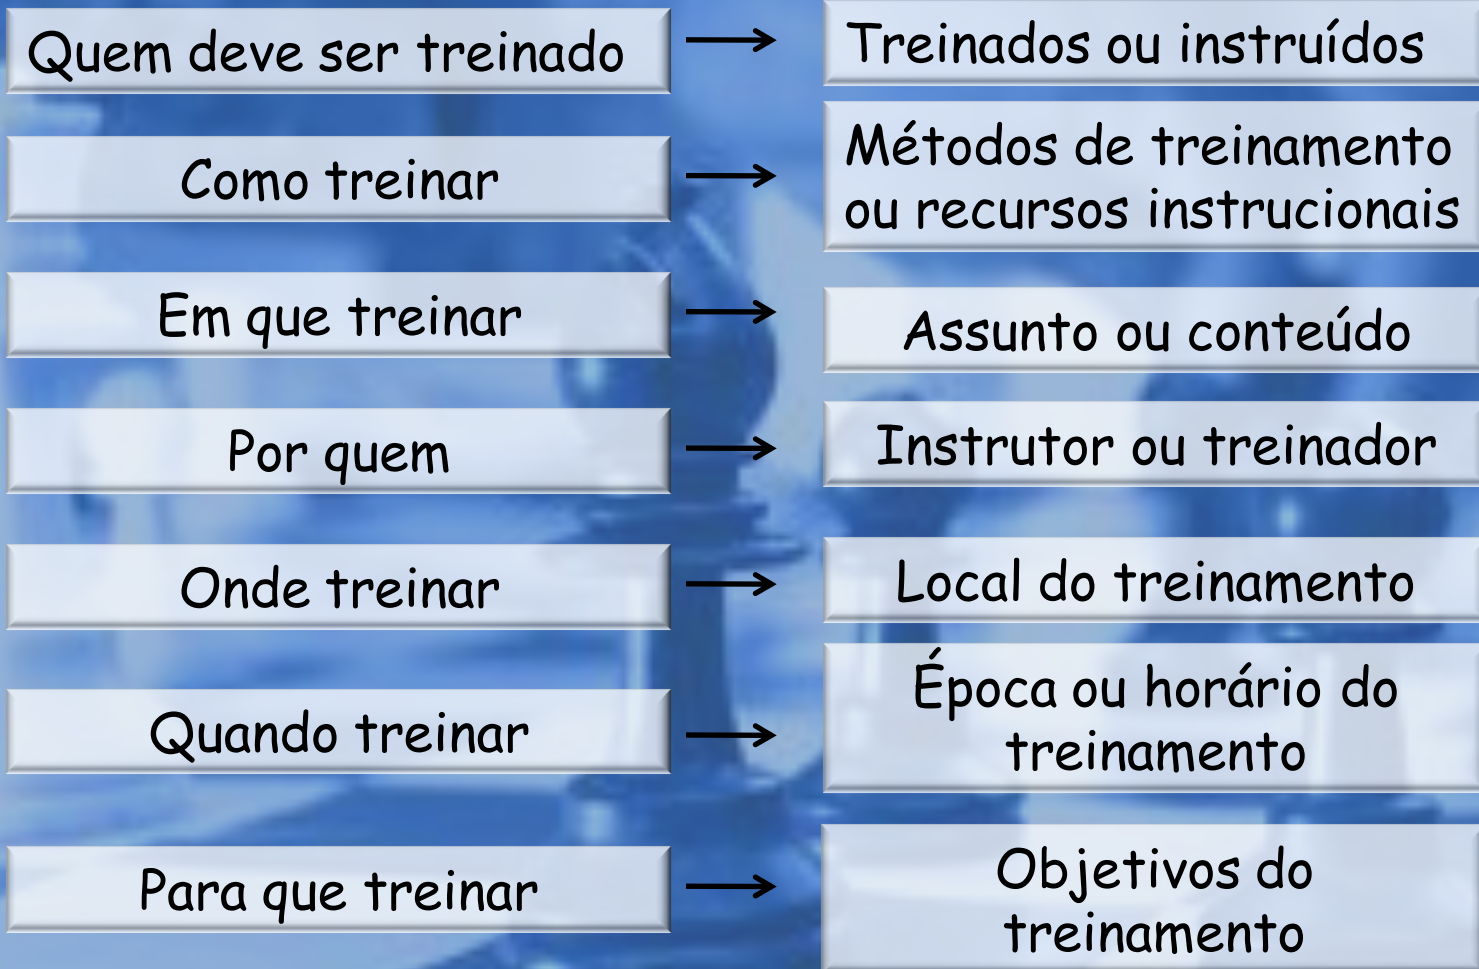 Quem deve ser treinado
Treinados ou instruídos
Como treinar
Métodos de treinamento
ou recursos instrucionais
Em que treinar
Assunto ou conteúdo
Por quem
Instrutor ou treinador
Onde treinar
Local do treinamento
Quando treinar
Época ou horário do
treinamento
Para que treinar
Objetivos do
treinamento